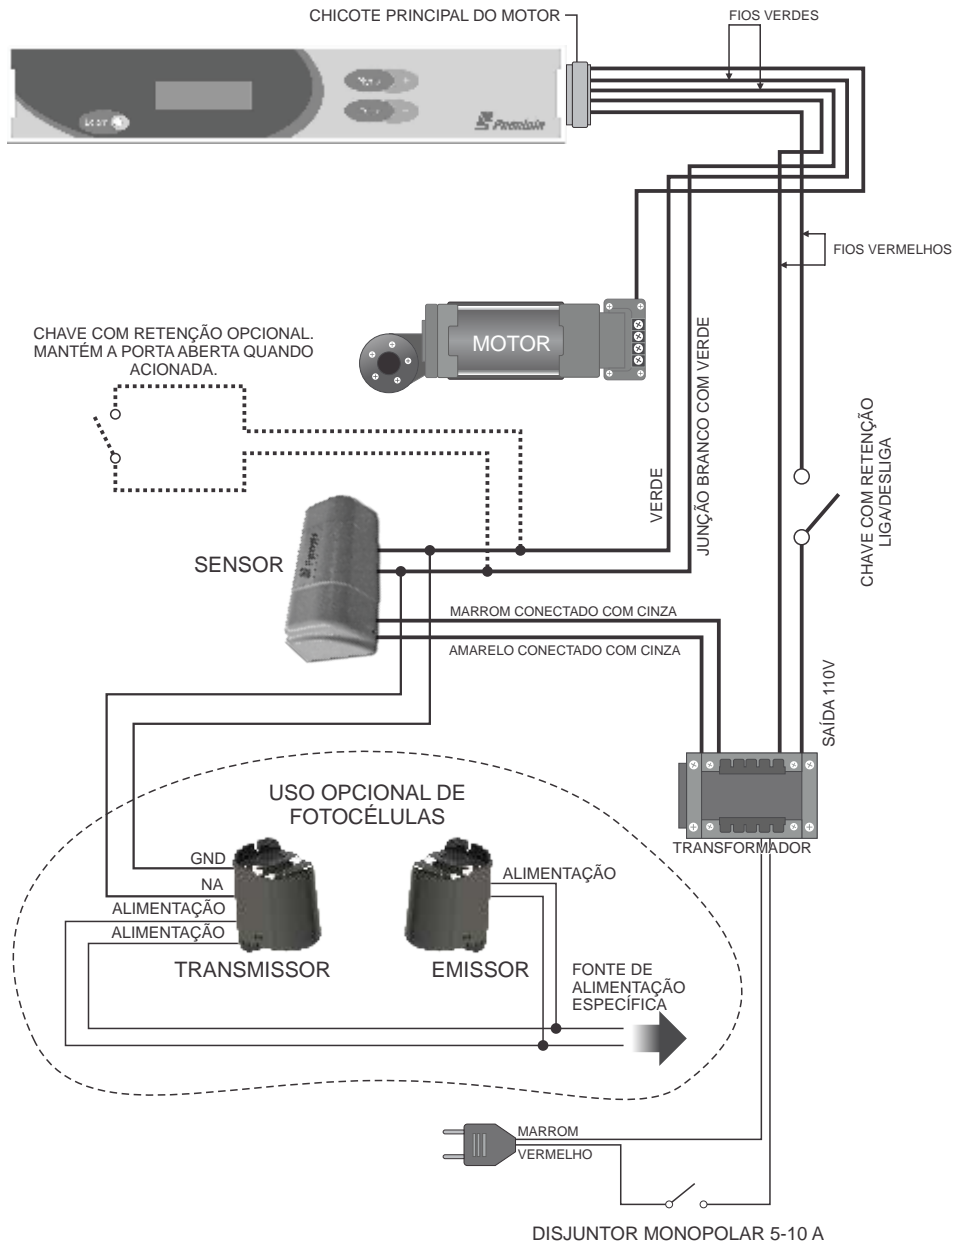 CHICOTE PRINCIPAL DO MOTOR
FIOS VERDES
FIOS VERMELHOS
CHAVE COM RETENÇÃO OPCIONAL.
MANTÉM A PORTA ABERTA QUANDO
ACIONADA.
MOTOR
VERDE
JUNÇÃO BRANCO COM VERDE
CHAVE COM RETENÇÃO
LIGA/DESLIGA
SENSOR
MARROM CONECTADO COM CINZA
AMARELO CONECTADO COM CINZA
SAÍDA 110V
TRANSFORMADOR
USO OPCIONAL DE
FOTOCÉLULAS
GND
NA
ALIMENTAÇÃO
ALIMENTAÇÃO
ALIMENTAÇÃO
TRANSMISSOR
EMISSOR
FONTE DE
ALIMENTAÇÃO
ESPECÍFICA
MARROM
VERMELHO
DISJUNTOR MONOPOLAR 5-10 A